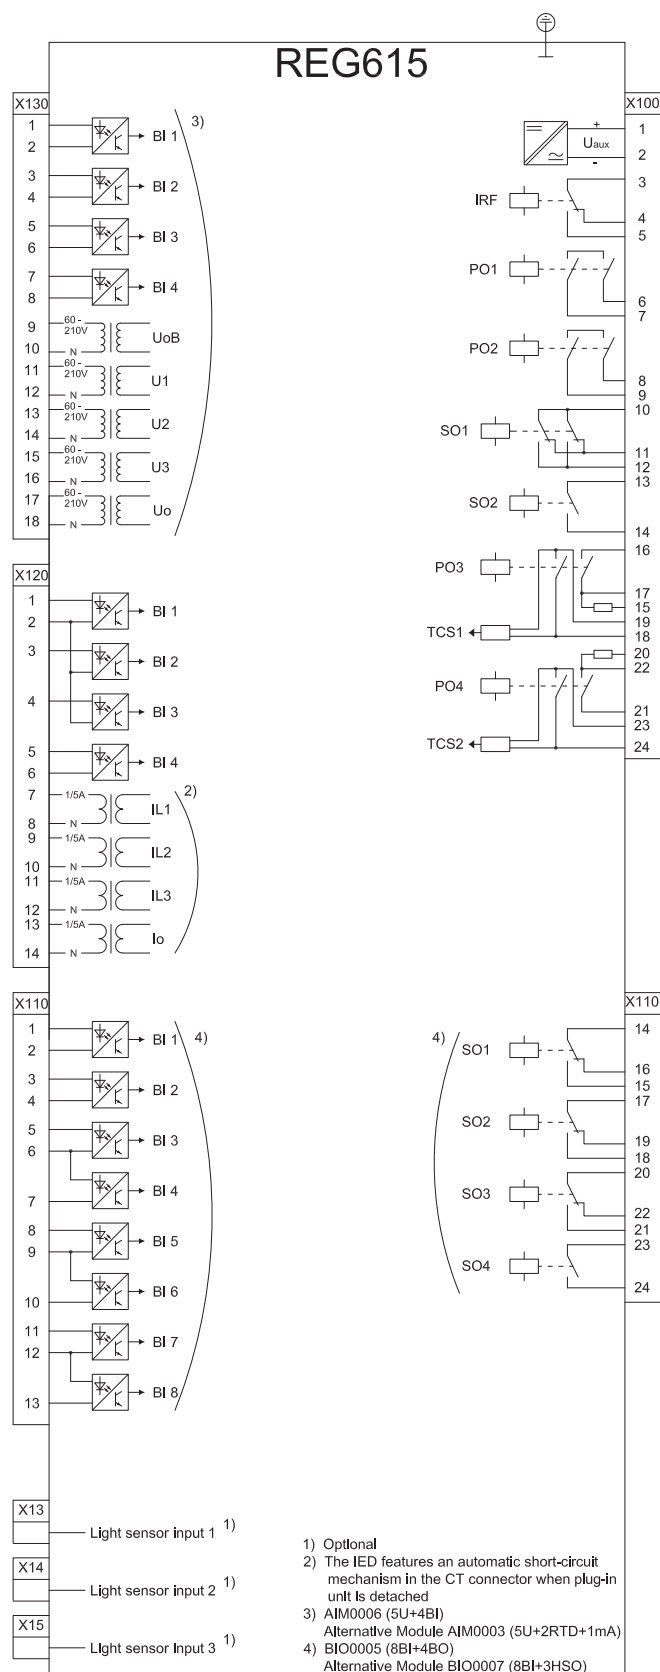 REG615
X130
1
2
BI 1
3)
3
4
BI 2
5
6
BI 3
7
8
BI 4
9
60 -
210V
10
N
UoB
11
60 -
210V
12
N
U1
13
60 -
210V
14
N
U2
15
60 -
210V
16
N
U3
17
60 -
210V
18
N
Uo
X120
1
2
BI 1
3
BI 2
4
BI 3
5
6
BI 4
7
1/5A
8
N
IL1
2)
9
1/5A
10
N
IL2
11
1/5A
12
N
IL3
13
1/5A
14
N
Io
X110
1
2
BI 1
4)
3
4
BI 2
5
6
BI 3
7
BI 4
8
9
BI 5
10
BI 6
11
12
BI 7
13
BI 8
X13
Light sensor input 1 1)
X14
Light sensor input 2 1)
X15
Light sensor input 3 1)
X100
+
1
Uaux
2
-
3
IRF
4
5
PO1
6
7
PO2
8
9
10
SO1
11
12
13
SO2
14
16
PO3
17
15
19
TCS1
18
20
22
PO4
21
23
TCS2
24
X110
4)
14
SO1
16
15
17
SO2
19
18
20
SO3
22
21
23
SO4
24
1) Optional
2) The IED features an automatic short-circuit
mechanism in the CT connector when plug-in
unit is detached
3) AIM0006 (5U+4BI)
Alternative Module AIM0003 (5U+2RTD+1mA)
4) BIO0005 (8BI+4BO)
Alternative Module BIO0007 (8BI+3HSO)